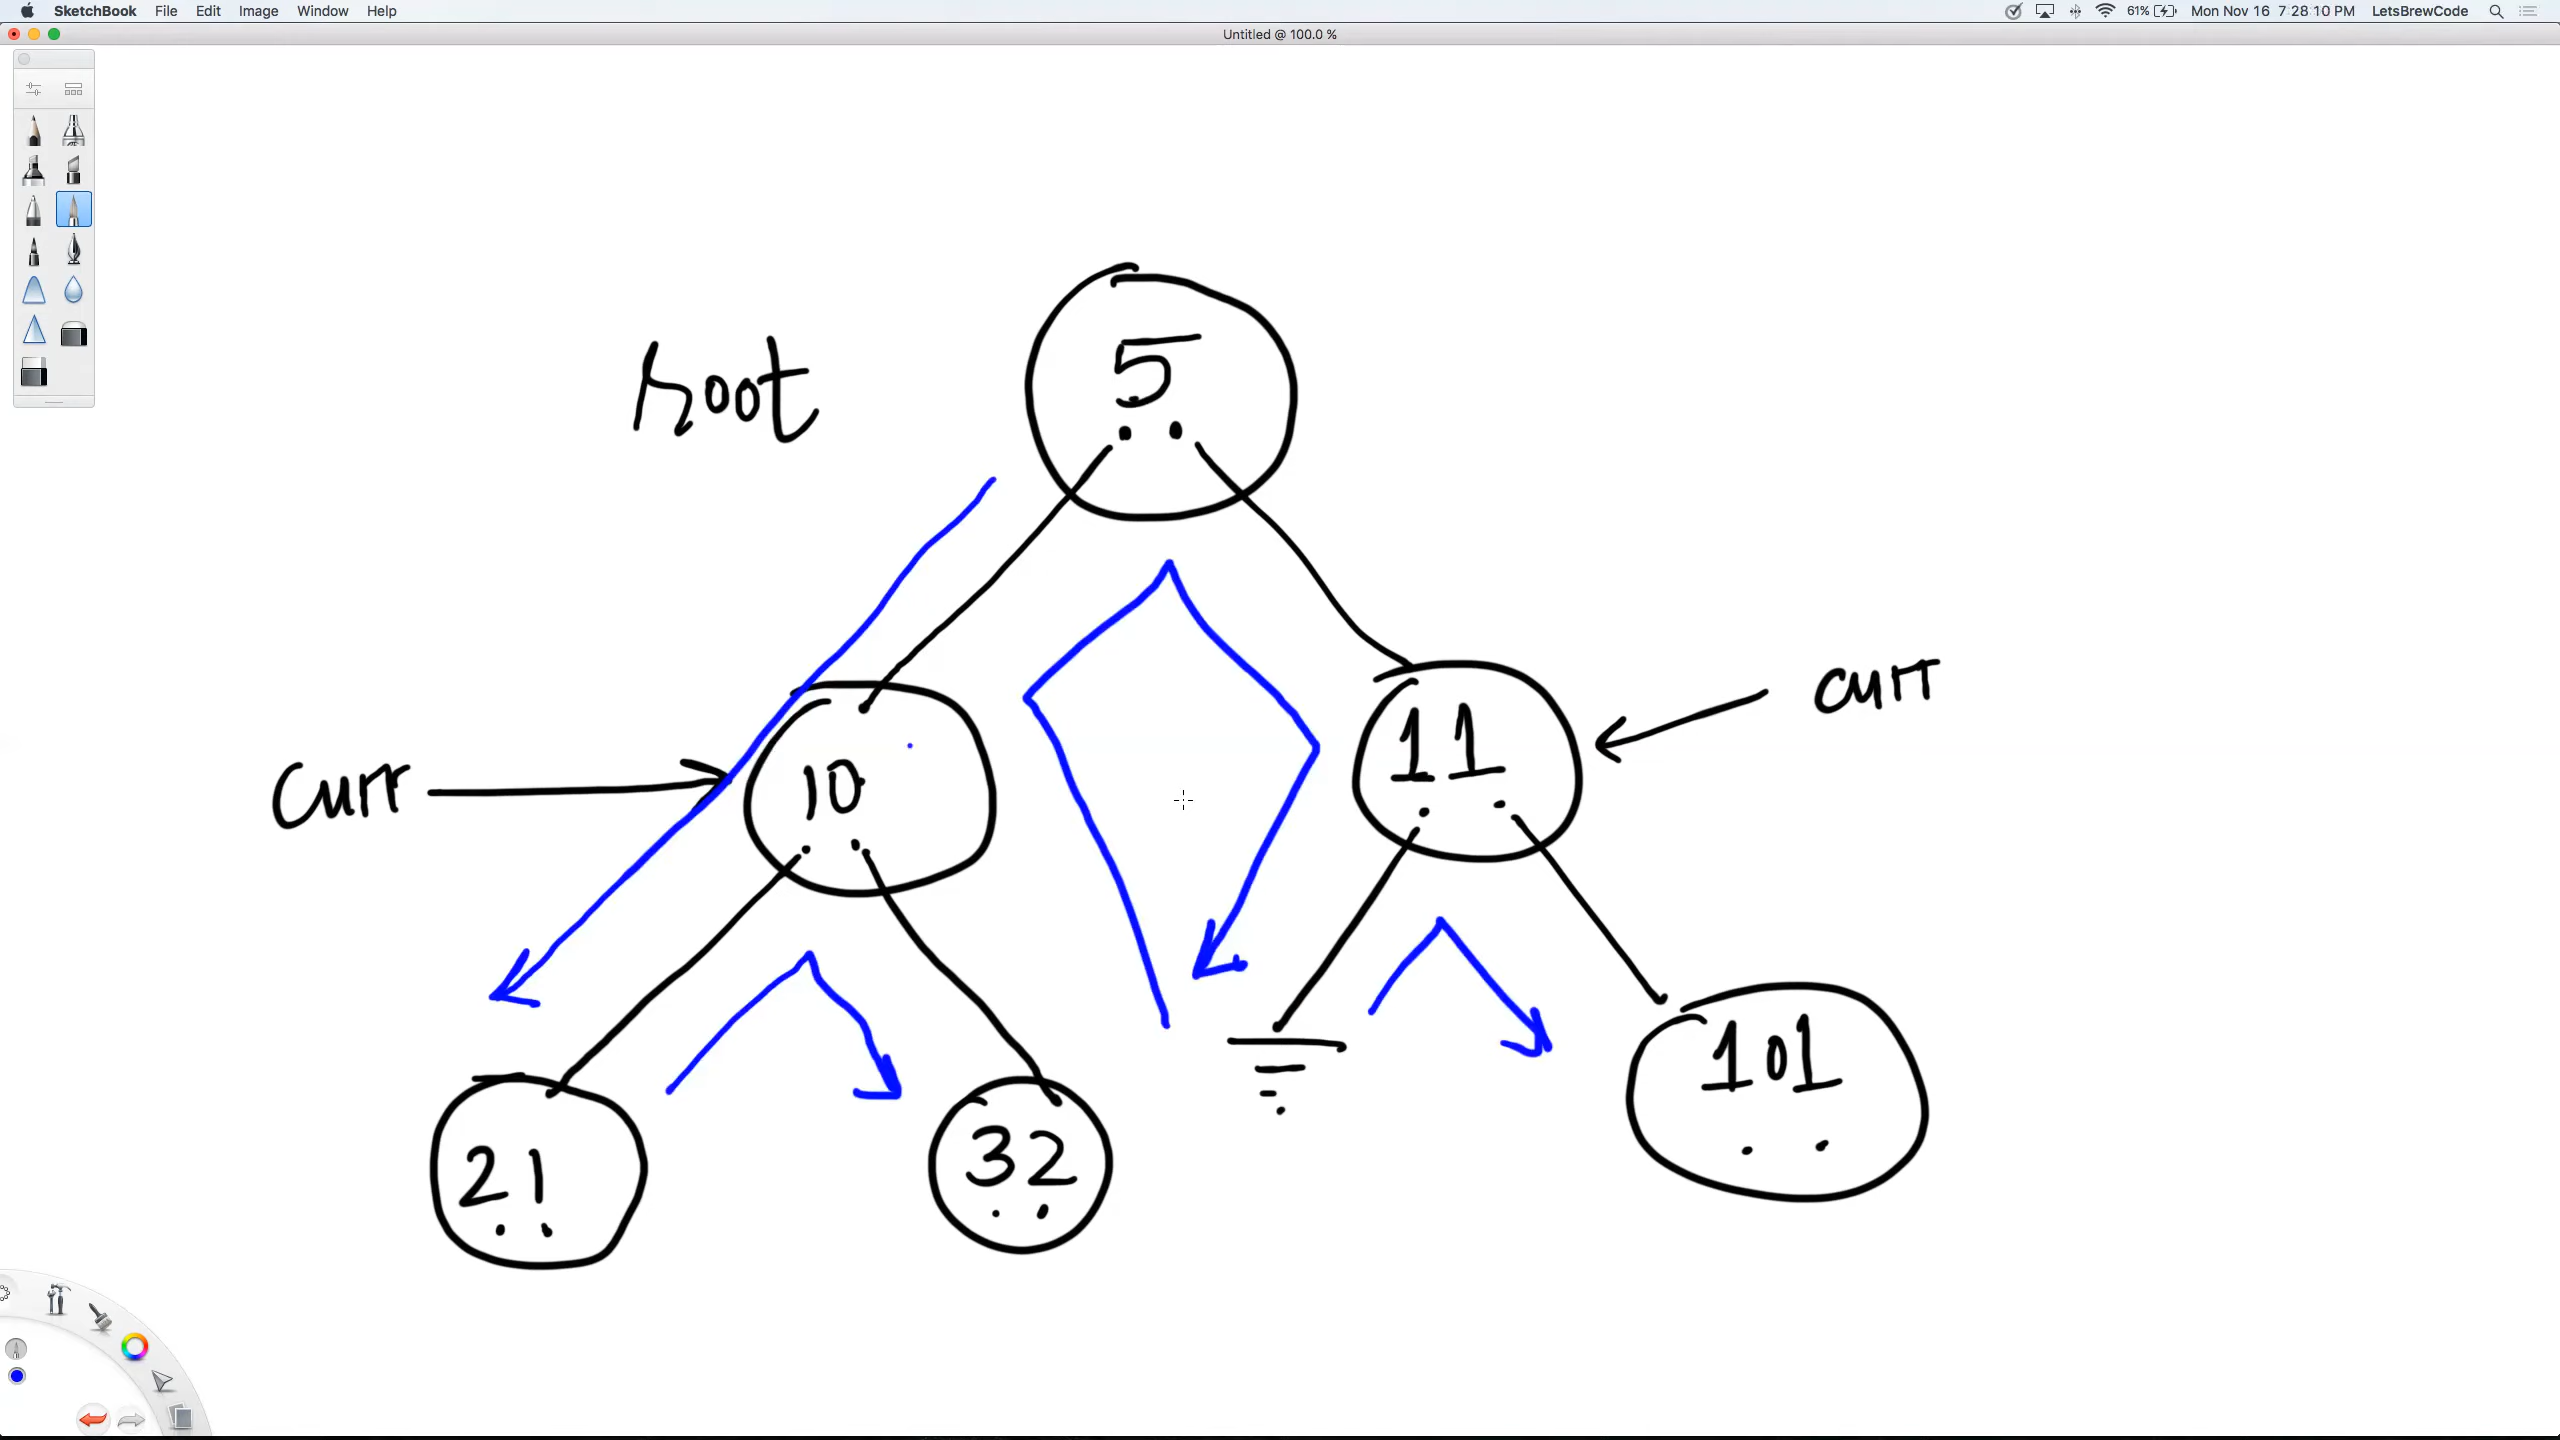 SketchBook File Edit Image Window Help 61% Mon Nov 16 7:28:10 PM LetsBrewCode
Untitled @ 100.0 %
5
root
10
11
curr
curr
21
32
101